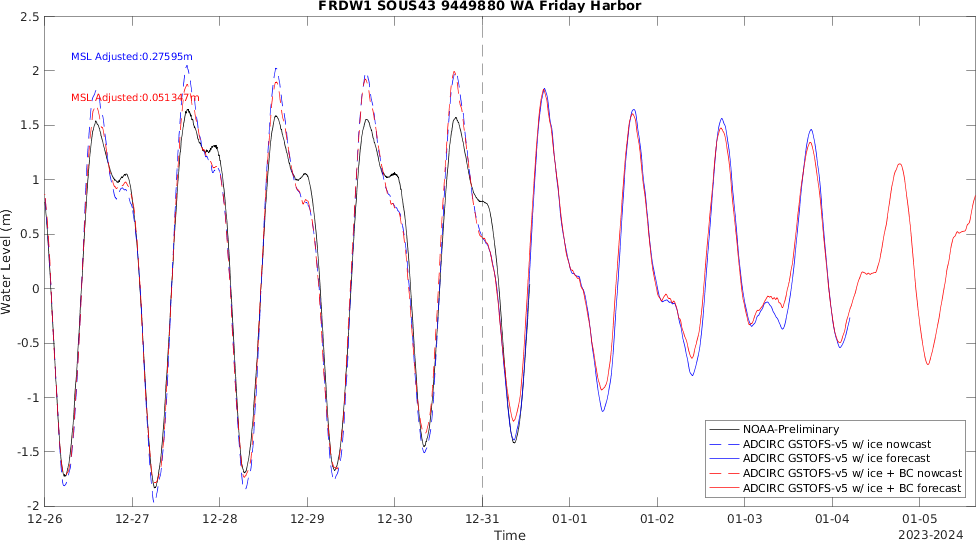 FRDW1 SOUS43 9449880 WA Friday Harbor
2.5
2
1.5
1
0.5
0
-0.5
-1
-1.5
-2
Water Level (m)
MSL Adjusted:0.27595m
MSL Adjusted:0.051347m
NOAA-Preliminary
ADCIRC GSTOFS-v5 w/ ice nowcast
ADCIRC GSTOFS-v5 w/ ice forecast
ADCIRC GSTOFS-v5 w/ ice + BC nowcast
ADCIRC GSTOFS-v5 w/ ice + BC forecast
12-26 12-27 12-28 12-29 12-30 12-31 01-01 01-02 01-03 01-04 01-05
Time
2023-2024